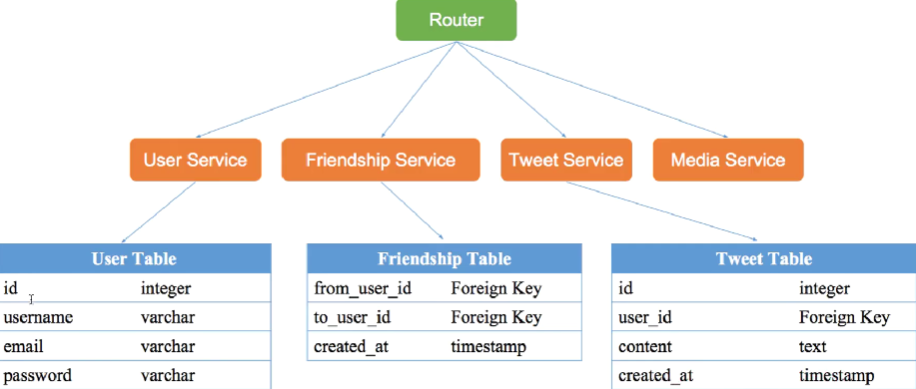 Router
User Service
Friendship Service
Tweet Service
Media Service
User Table
id integer
username varchar
email varchar
password varchar
Friendship Table
from_user_id Foreign Key
to_user_id Foreign Key
created_at timestamp
Tweet Table
id integer
user_id Foreign Key
content text
created_at timestamp